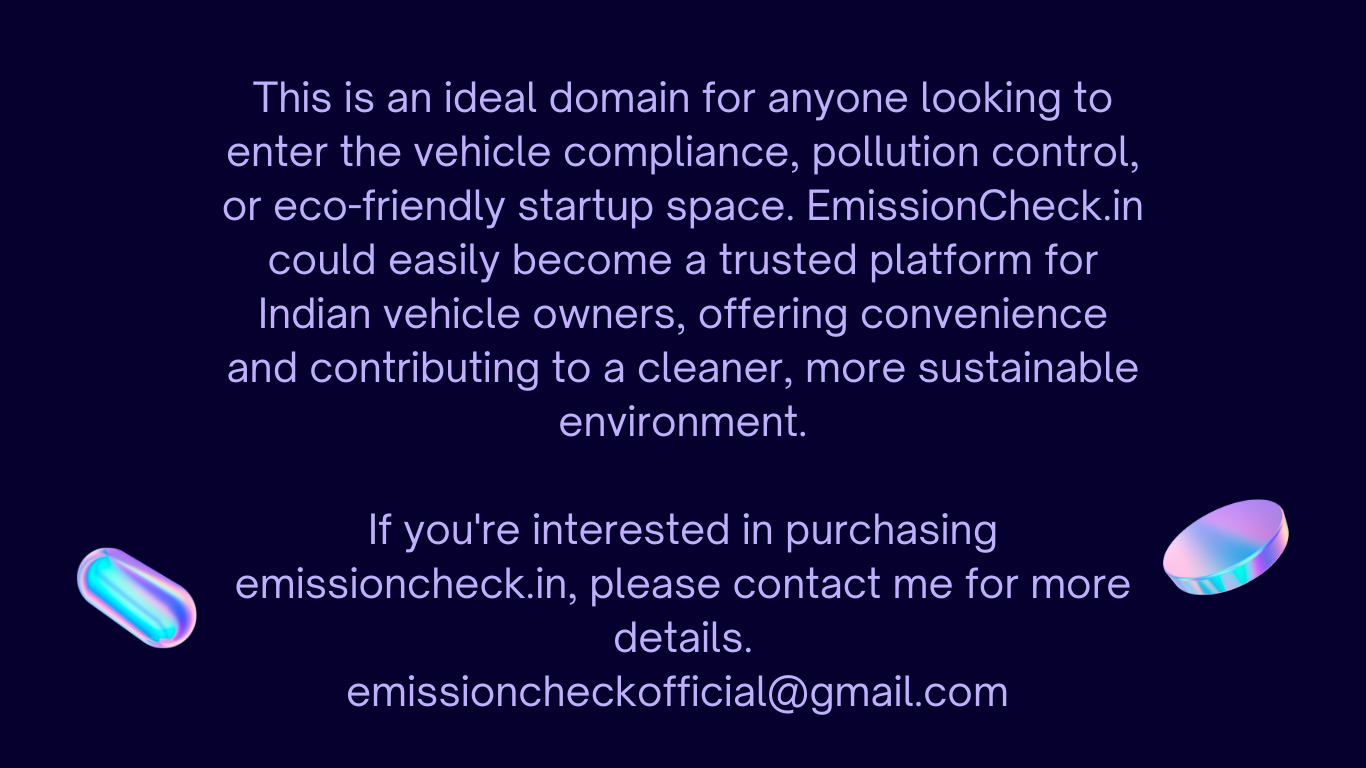 This is an ideal domain for anyone looking to
enter the vehicle compliance, pollution control,
or eco-friendly startup space. EmissionCheck.in
could easily become a trusted platform for
Indian vehicle owners, offering convenience
and contributing to a cleaner, more sustainable
environment.
If you're interested in purchasing
emissioncheck.in, please contact me for more
details.
emissioncheckofficial@gmail.com